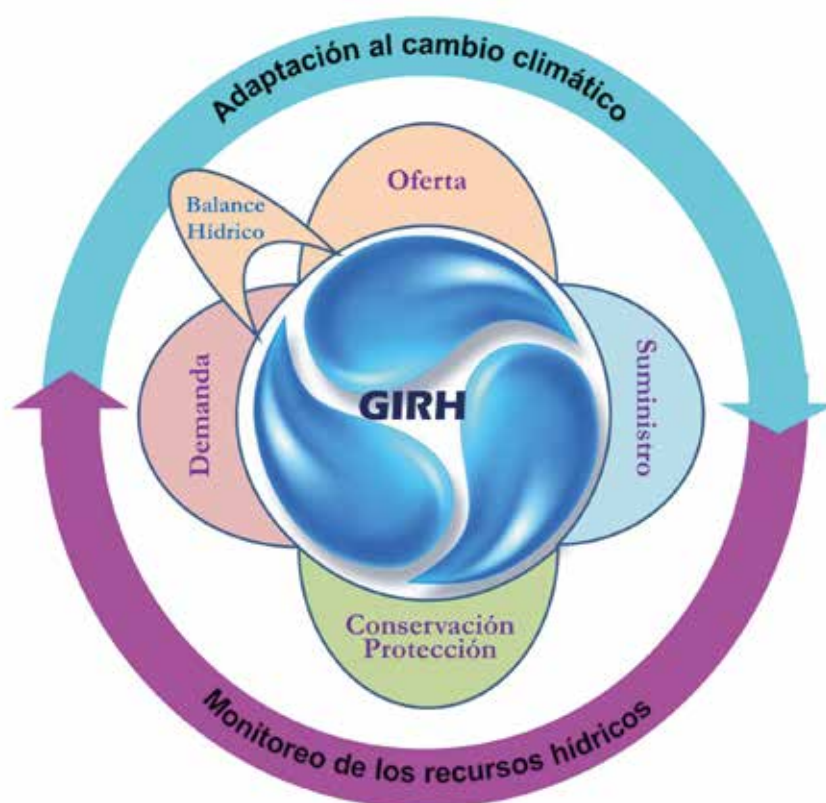 Adaptación al cambio climático
Oferta
Balance
Hídrico
Demanda
GIRH
Suministro
Conservación
Protección
Monitoreo de los recursos hídricos